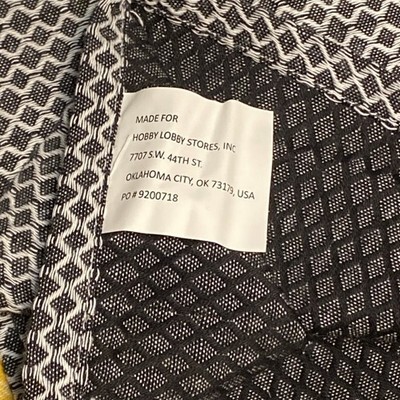 MADE FOR
HOBBY LOBBY STORES, INC
7707 S.W. 44TH ST.
OKLAHOMA CITY, OK 73179, USA
PO # 9200718